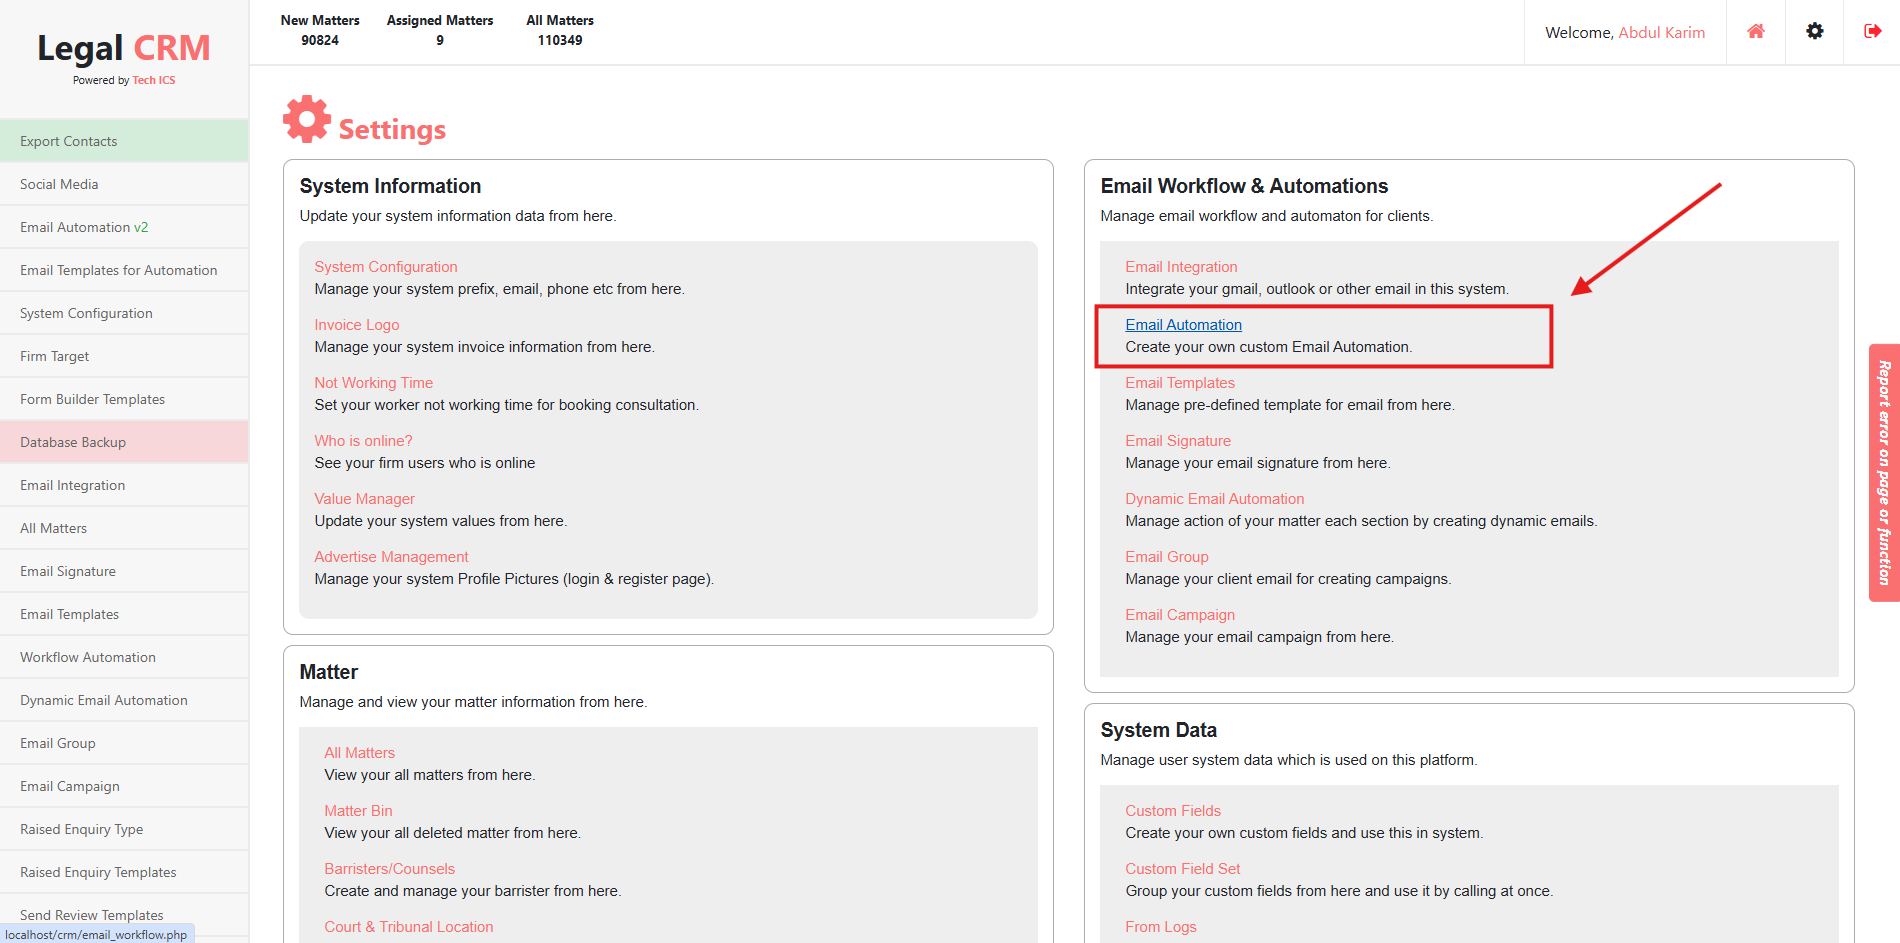 Legal CRM
Powered by Tech ICS
New Matters
90824
Assigned Matters
9
All Matters
110349
Welcome, Abdul Karim
Export Contacts
Social Media
Email Automation v2
Email Templates for Automation
System Configuration
Firm Target
Form Builder Templates
Database Backup
Email Integration
All Matters
Email Signature
Email Templates
Workflow Automation
Dynamic Email Automation
Email Group
Email Campaign
Raised Enquiry Type
Raised Enquiry Templates
Send Review Templates
localhost/crm/email_workflow.php
Settings
System Information
Update your system information data from here.
System Configuration
Manage your system prefix, email, phone etc from here.
Invoice Logo
Manage your system invoice information from here.
Not Working Time
Set your worker not working time for booking consultation.
Who is online?
See your firm users who is online
Value Manager
Update your system values from here.
Advertise Management
Manage your system Profile Pictures (login & register page).
Matter
Manage and view your matter information from here.
All Matters
View your all matters from here.
Matter Bin
View your all deleted matter from here.
Barristers/Counsels
Create and manage your barrister from here.
Court & Tribunal Location
Email Workflow & Automations
Manage email workflow and automaton for clients.
Email Integration
Integrate your gmail, outlook or other email in this system.
Email Automation
Create your own custom Email Automation.
Email Templates
Manage pre-defined template for email from here.
Email Signature
Manage your email signature from here.
Dynamic Email Automation
Manage action of your matter each section by creating dynamic emails.
Email Group
Manage your client email for creating campaigns.
Email Campaign
Manage your email campaign from here.
System Data
Manage user system data which is used on this platform.
Custom Fields
Create your own custom fields and use this in system.
Custom Field Set
Group your custom fields from here and use it by calling at once.
From Logs
Report error on page or function